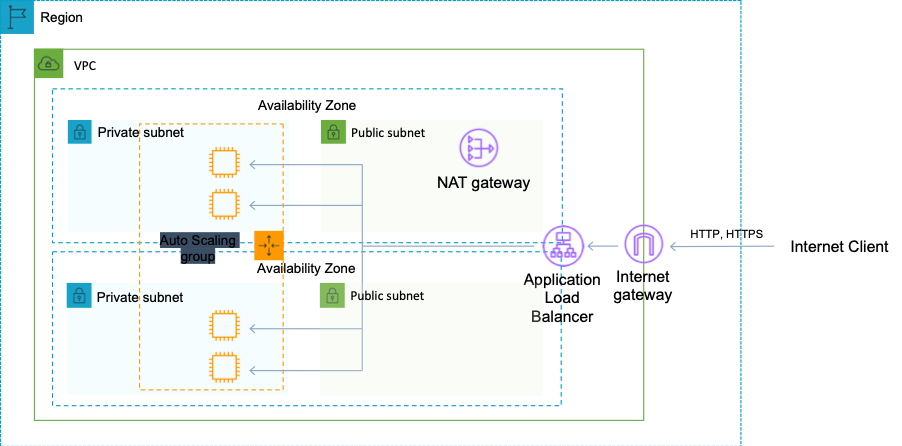 Region
VPC
Availability Zone
Private subnet
Public subnet
NAT gateway
HTTP, HTTPS
Internet Client
Auto Scaling
group
Application
Load
Balancer
Internet
gateway
Availability Zone
Private subnet
Public subnet